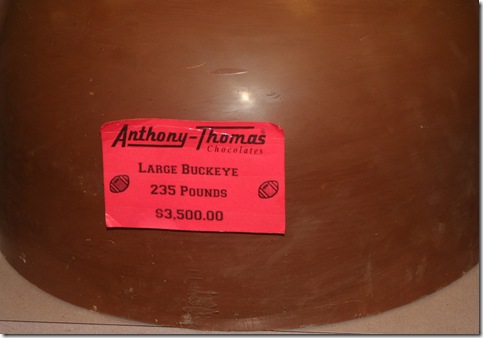 Anthony-Thomas
Chocolates
LARGE BUCKEYE
235 POUNDS
$3,500.00